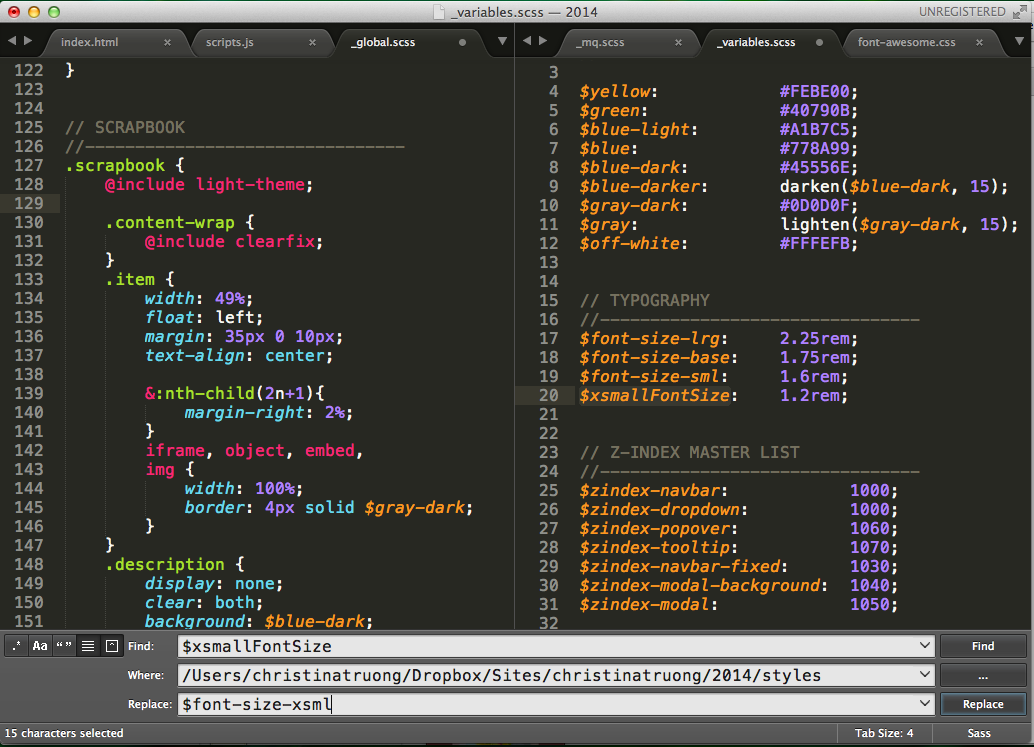 _variables.scss — 2014
UNREGISTERED
index.html × scripts.js × _global.scss
_mq.scss × _variables.scss font-awesome.css ×
122 }
123
124
125 // SCRAPBOOK
126 //--------------------------------
127 .scrapbook {
128 @include light-theme;
129
130 .content-wrap {
131 @include clearfix;
132 }
133 .item {
134 width: 49%;
135 float: left;
136 margin: 35px 0 10px;
137 text-align: center;
138
139 &:nth-child(2n+1){
140 margin-right: 2%;
141 }
142 iframe, object, embed,
143 img {
144 width: 100%;
145 border: 4px solid $gray-dark;
146 }
147 }
148 .description {
149 display: none;
150 clear: both;
151 background: $blue-dark;
3
4 $yellow: #FEBE00;
5 $green: #40790B;
6 $blue-light: #A1B7C5;
7 $blue: #778A99;
8 $blue-dark: #45556E;
9 $blue-darker: darken($blue-dark, 15);
10 $gray-dark: #0D0D0F;
11 $gray: lighten($gray-dark, 15);
12 $off-white: #FFFEFB;
13
14
15 // TYPOGRAPHY
16 //--------------------------------
17 $font-size-lrg: 2.25rem;
18 $font-size-base: 1.75rem;
19 $font-size-sml: 1.6rem;
20 $xsmallFontSize: 1.2rem;
21
22
23 // Z-INDEX MASTER LIST
24 //--------------------------------
25 $zindex-navbar: 1000;
26 $zindex-dropdown: 1000;
27 $zindex-popover: 1060;
28 $zindex-tooltip: 1070;
29 $zindex-navbar-fixed: 1030;
30 $zindex-modal-background: 1040;
31 $zindex-modal: 1050;
32
.* Aa “” Find: $xsmallFontSize Find
Where: /Users/christinatruong/Dropbox/Sites/christinatruong/2014/styles ...
Replace: $font-size-xsml Replace
15 characters selected Tab Size: 4 Sass